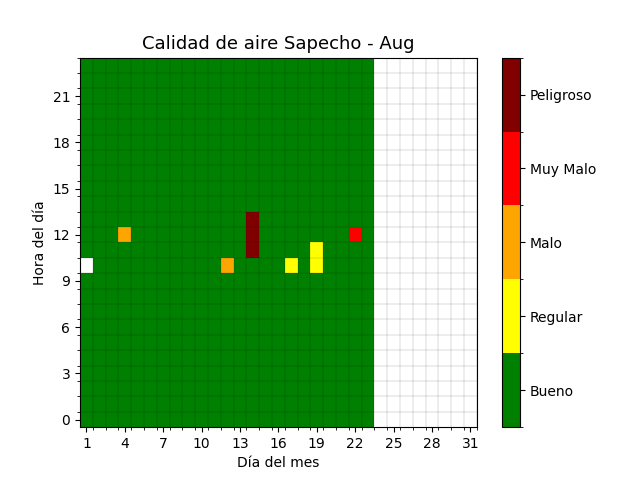 Calidad de aire Sapecho - Aug
Hora del día
21
18
15
12
9
6
3
0
1 4 7 10 13 16 19 22 25 28 31
Día del mes
Peligroso
Muy Malo
Malo
Regular
Bueno